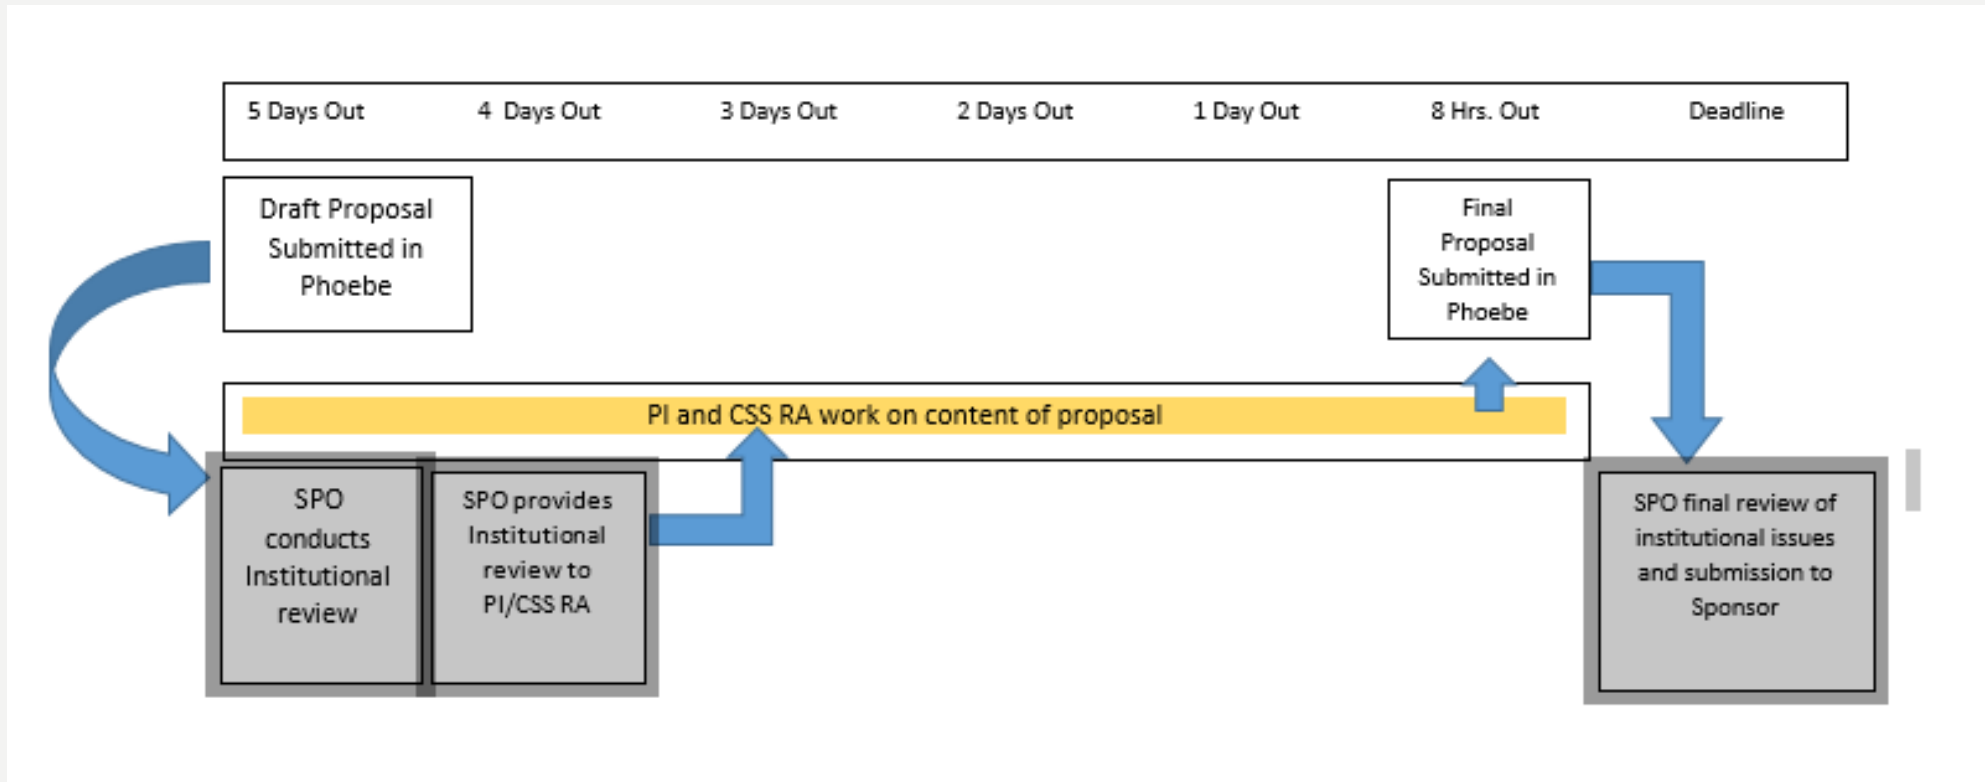 5 Days Out 4 Days Out 3 Days Out 2 Days Out 1 Day Out 8 Hrs. Out Deadline
Draft Proposal
Submitted in
Phoebe
Final
Proposal
Submitted in
Phoebe
PI and CSS RA work on content of proposal
SPO
conducts
Institutional
review
SPO provides
Institutional
review to
PI/CSS RA
SPO final review of
institutional issues
and submission to
Sponsor